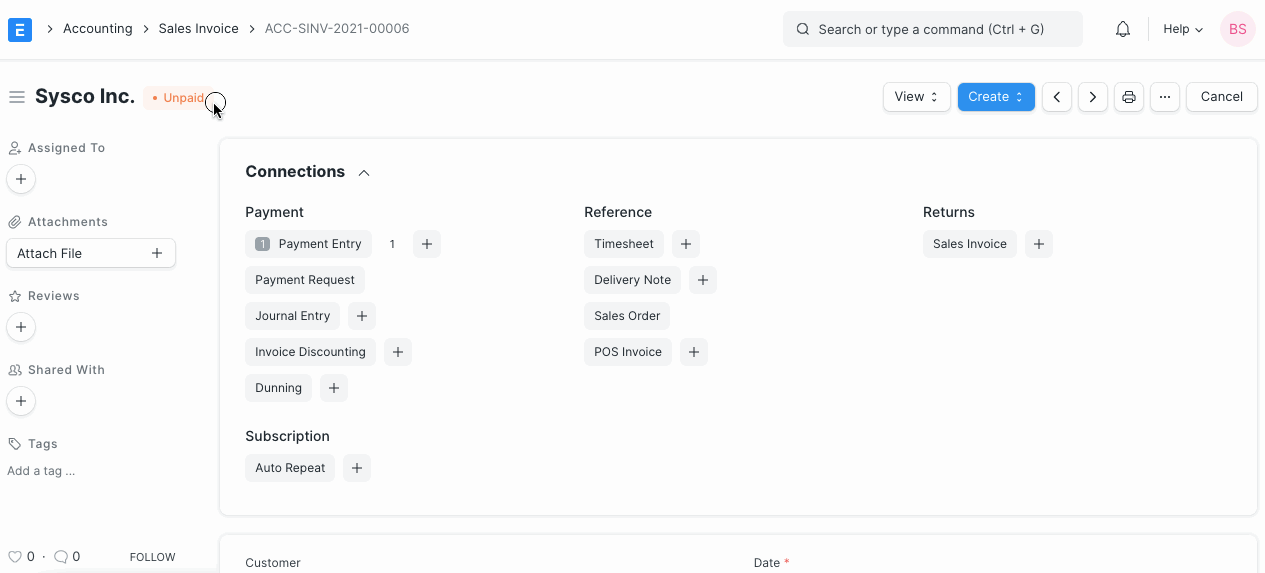 E Accounting Sales Invoice ACC-SINV-2021-00006 Search or type a command (Ctrl + G) Help BS
Sysco Inc. • Unpaid View Create ... Cancel
Assigned To
Attachments
Attach File
Reviews
Shared With
Tags
Add a tag ...
0 · 0 FOLLOW
Connections
Payment
1 Payment Entry 1
Payment Request
Journal Entry
Invoice Discounting
Dunning
Reference
Timesheet
Delivery Note
Sales Order
POS Invoice
Returns
Sales Invoice
Subscription
Auto Repeat
Customer
Date *